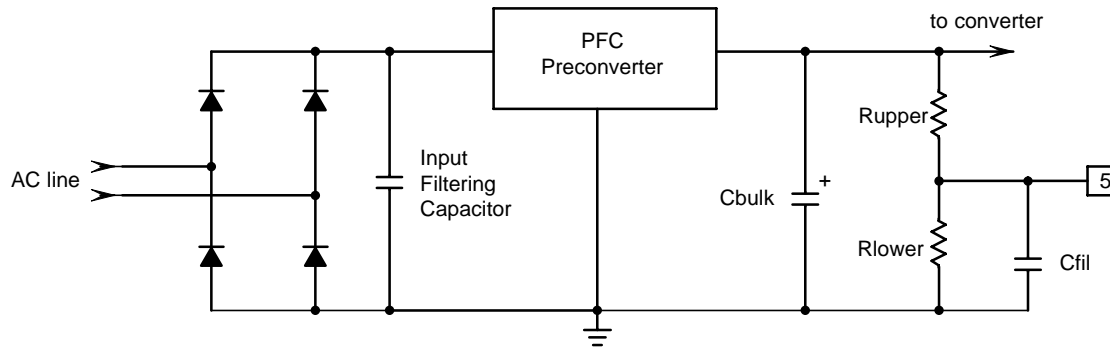 to converter
PFC
Preconverter
Rupper
AC line
Input
Filtering
Capacitor
Cbulk
+
5
Rlower
Cfil